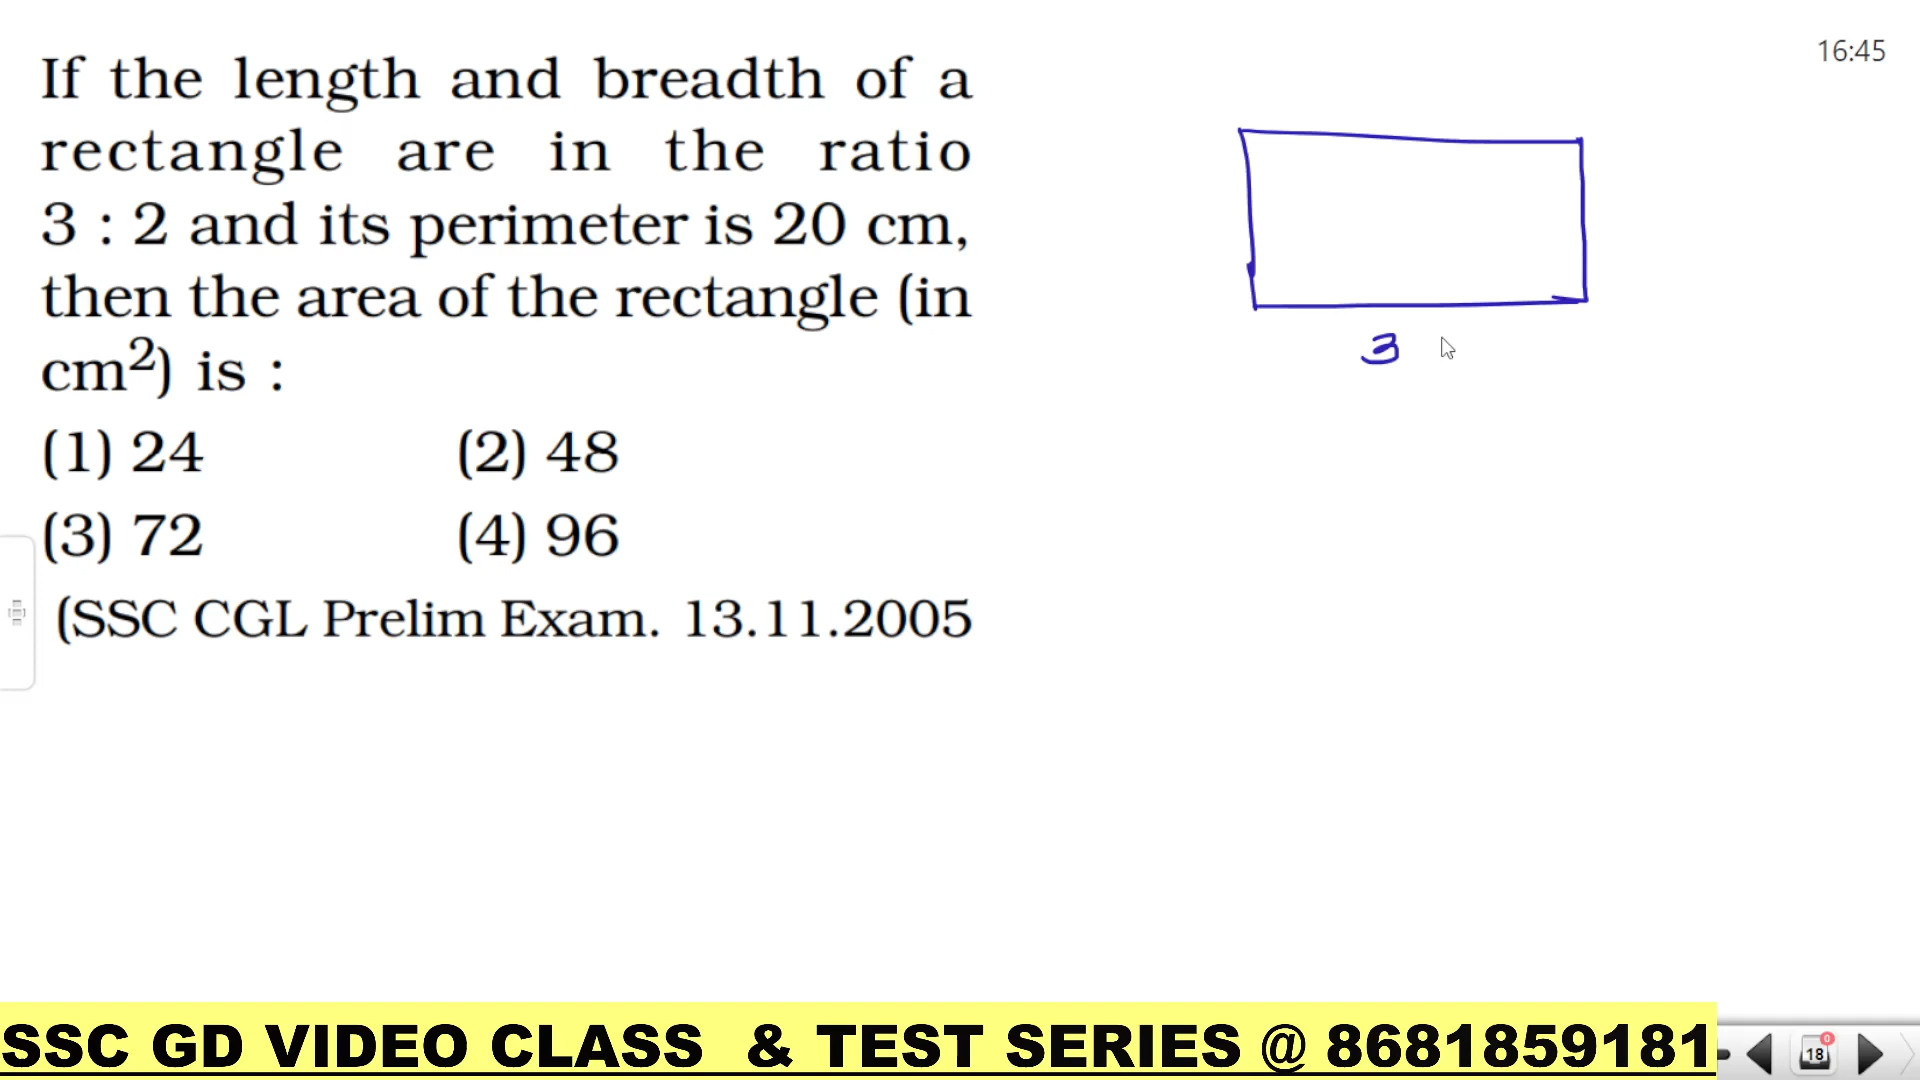 16:45
If the length and breadth of a
rectangle are in the ratio
3 : 2 and its perimeter is 20 cm,
then the area of the rectangle (in
cm²) is :
(1) 24 (2) 48
(3) 72 (4) 96
(SSC CGL Prelim Exam. 13.11.2005
3
SSC GD VIDEO CLASS & TEST SERIES @ 8681859181
0
18